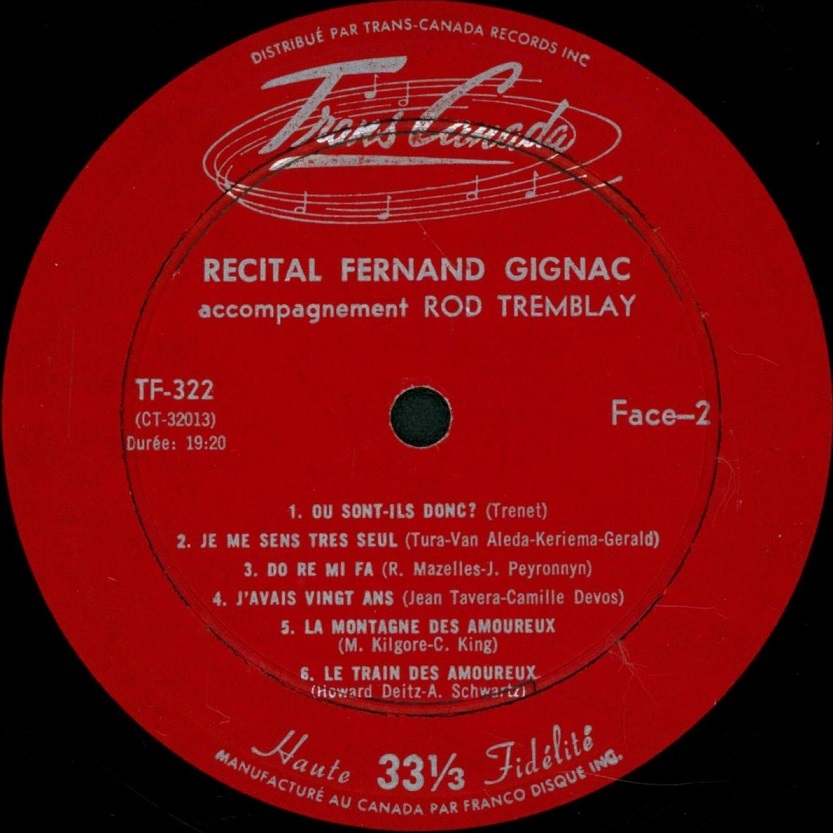 DISTRIBUÉ PAR TRANS-CANADA RECORDS INC
Trans Canada
RECITAL FERNAND GIGNAC
accompagnement ROD TREMBLAY
TF-322
(CT-32013)
Durée: 19:20
Face-2
1. OU SONT-ILS DONC? (Trenet)
2. JE ME SENS TRES SEUL (Tura-Van Aleda-Keriema-Gerald)
3. DO RE MI FA (R. Mazelles-J. Peyronnyn)
4. J'AVAIS VINGT ANS (Jean Tavera-Camille Devos)
5. LA MONTAGNE DES AMOUREUX
(M. Kilgore-C. King)
6. LE TRAIN DES AMOUREUX
(Howard Deitz-A. Schwartz)
Haute 33⅓ Fidélité
MANUFACTURÉ AU CANADA PAR FRANCO DISQUE INC.